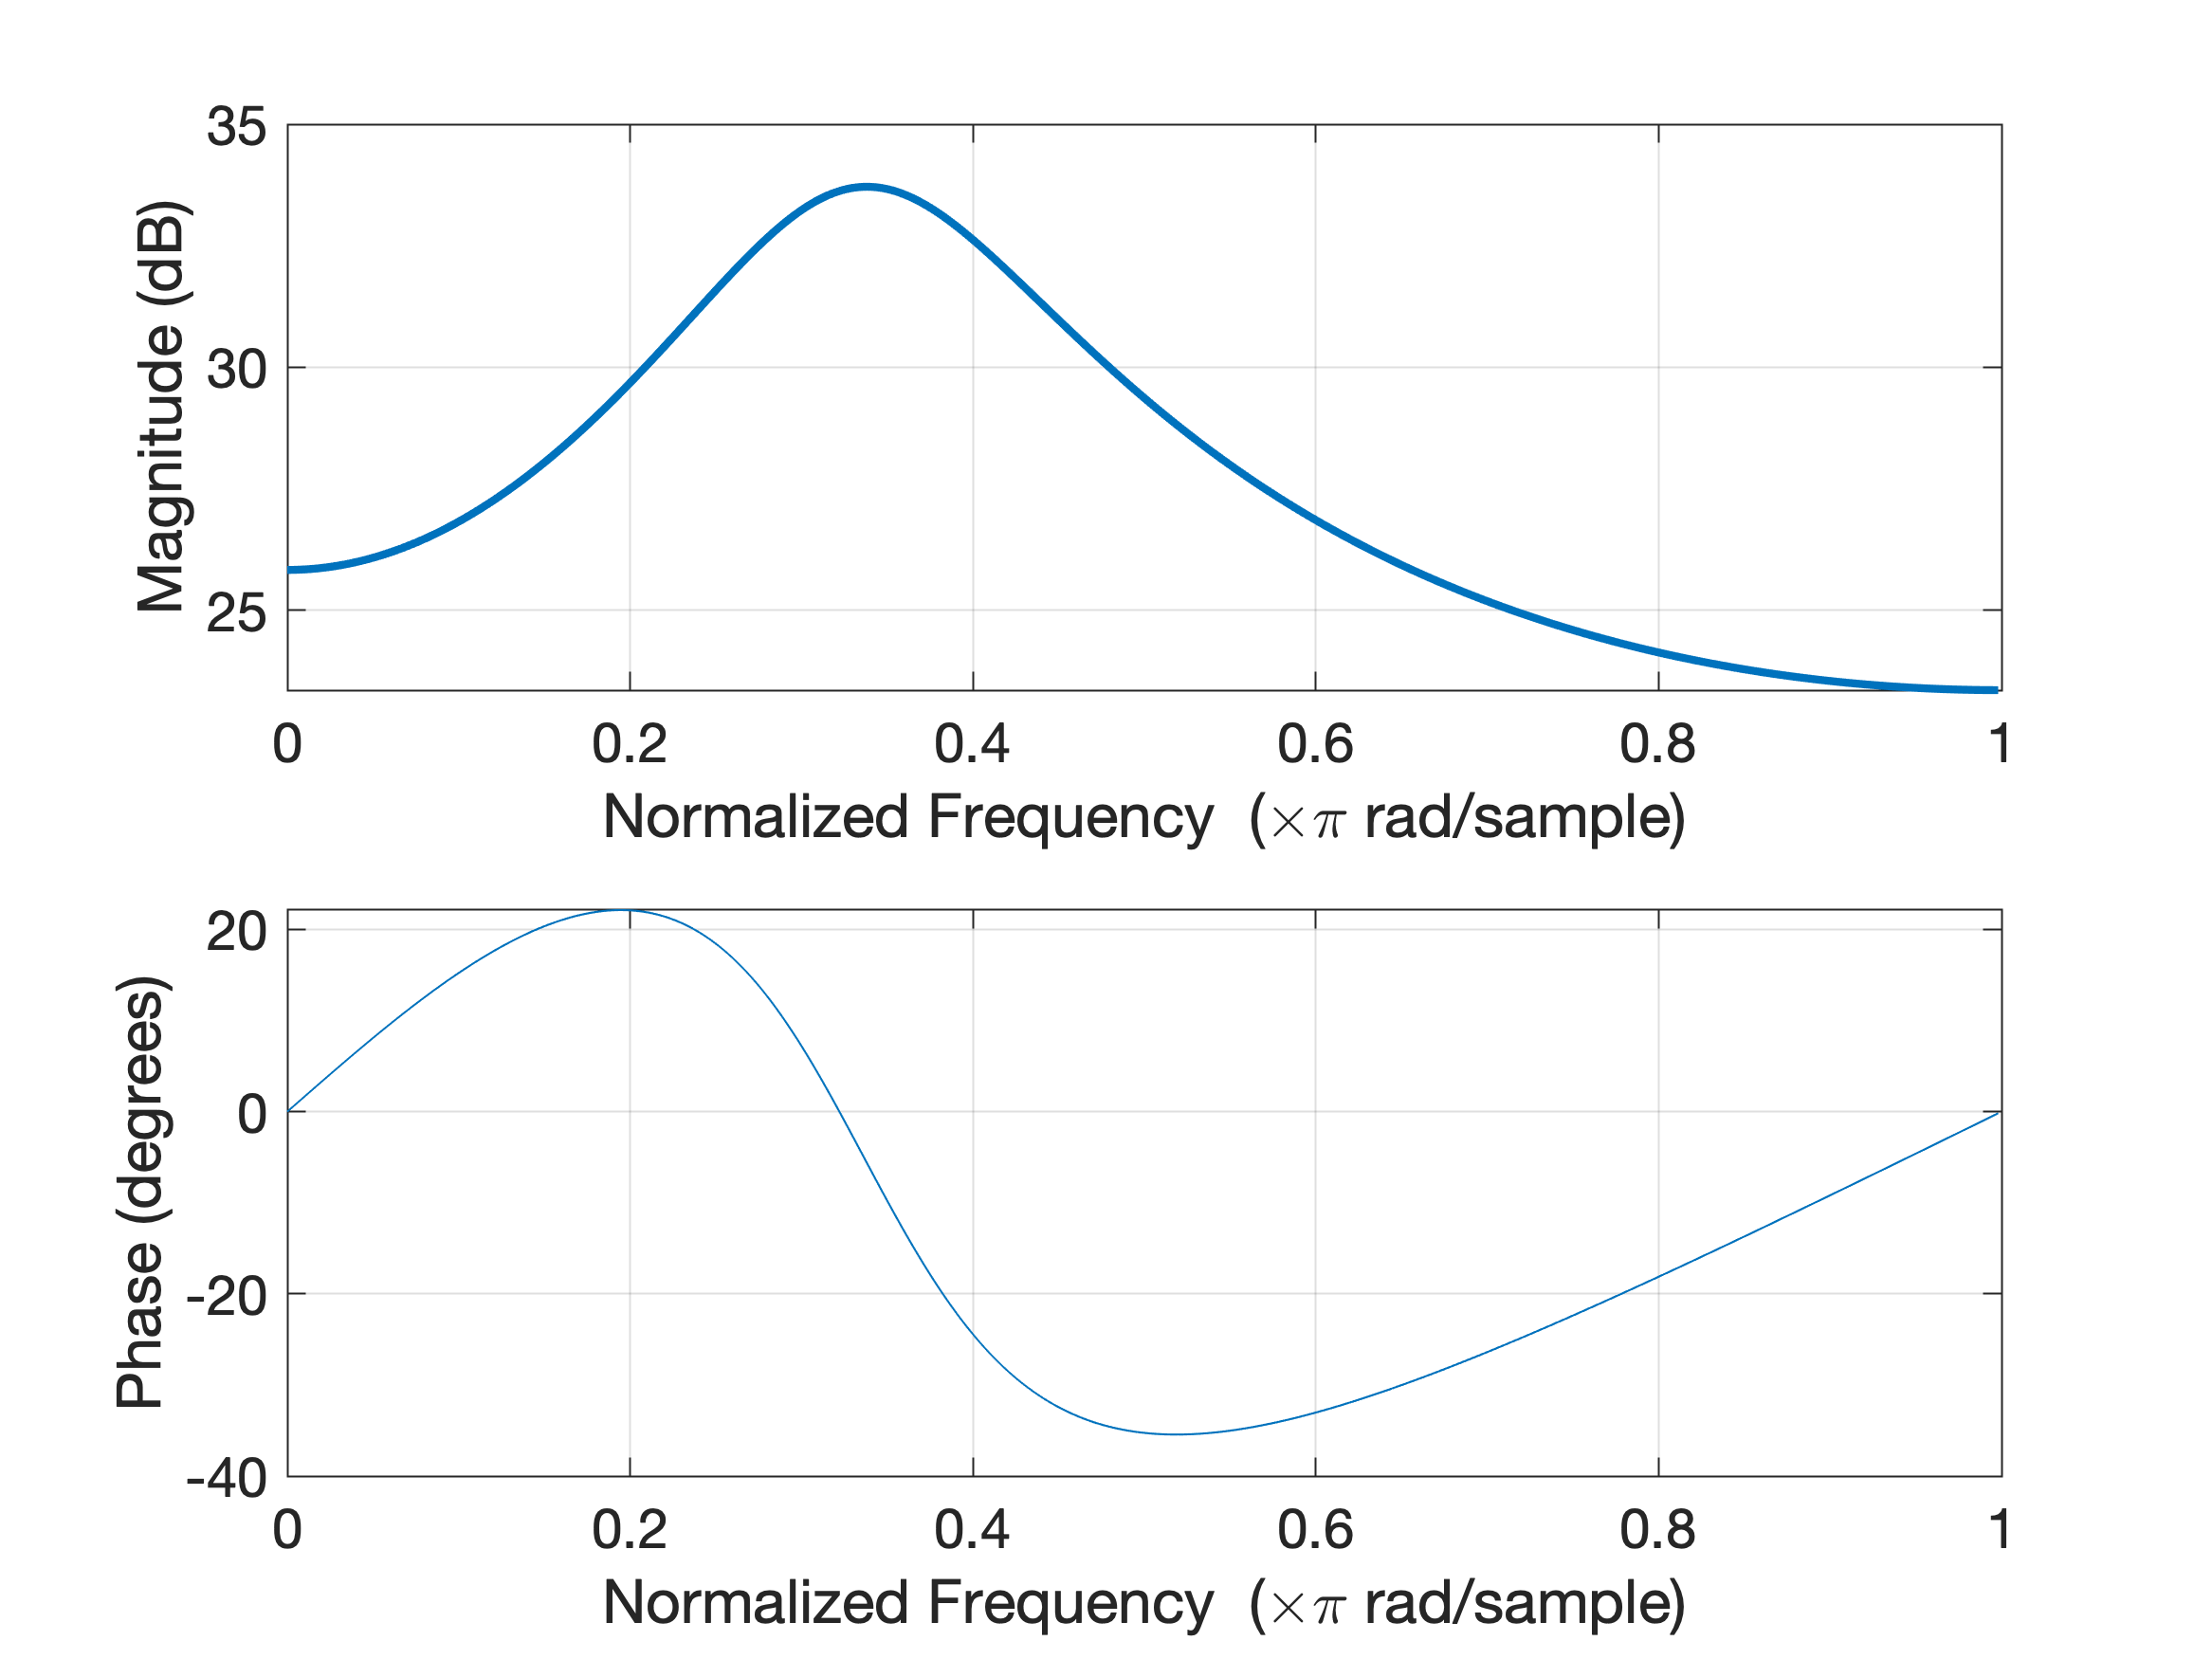 35
30
25
Magnitude (dB)
0 0.2 0.4 0.6 0.8 1
Normalized Frequency (×π rad/sample)
20
0
-20
-40
Phase (degrees)
0 0.2 0.4 0.6 0.8 1
Normalized Frequency (×π rad/sample)